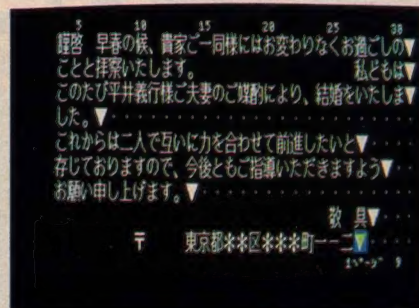 5 10 15 20 25 30
謹啓 早春の候、貴家ご一同様にはお変わりなくお過ごしの▼
ことと拝察いたします。 私どもは▼
このたび平井義行様ご夫妻のご媒酌により、結婚をいたしま▼
した。▼
これからは二人で互いに力を合わせて前進したいと▼
存じておりますので、今後ともご指導いただきますよう▼
お願い申し上げます。▼
敬 具▼
〒 東京都**区***町一一二▼
1ページ 9